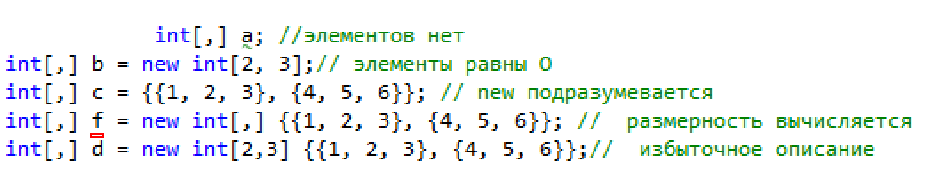 int[,] a; //элементов нет
int[,] b = new int[2, 3];// элементы равны 0
int[,] c = {{1, 2, 3}, {4, 5, 6}}; // new подразумевается
int[,] f = new int[,] {{1, 2, 3}, {4, 5, 6}}; //  размерность вычисляется
int[,] d = new int[2,3] {{1, 2, 3}, {4, 5, 6}};//  избыточное описание